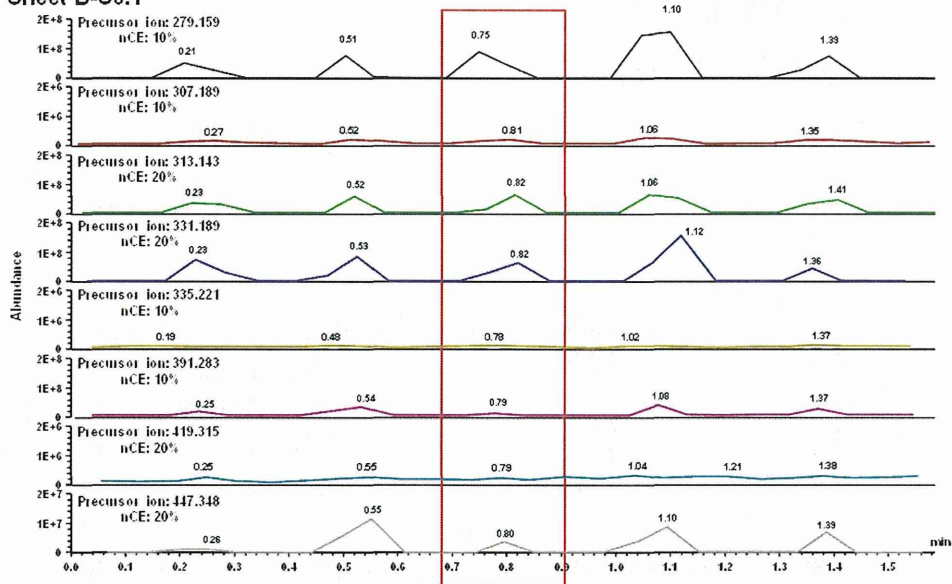 2E+8
Precursor ion: 279.159
nCE: 10%
1E+8
0
0.21
0.51
0.75
1.10
1.39
2E+6
Precursor ion: 307.189
nCE: 10%
1E+6
0
0.27
0.52
0.81
1.06
1.35
2E+8
Precursor ion: 313.143
nCE: 20%
1E+8
0
0.23
0.52
0.82
1.06
1.41
2E+8
Precursor ion: 331.189
nCE: 20%
1E+8
0
0.23
0.53
0.82
1.12
1.36
Abundance
2E+6
Precursor ion: 335.221
nCE: 10%
1E+6
0
0.19
0.48
0.78
1.02
1.37
2E+8
Precursor ion: 391.283
nCE: 10%
1E+8
0
0.25
0.54
0.79
1.08
1.37
2E+6
Precursor ion: 419.315
nCE: 20%
1E+6
0
0.25
0.55
0.79
1.04
1.21
1.38
2E+7
Precursor ion: 447.348
nCE: 20%
1E+7
0
0.26
0.55
0.80
1.10
1.39
min
0.0 0.1 0.2 0.3 0.4 0.5 0.6 0.7 0.8 0.9 1.0 1.1 1.2 1.3 1.4 1.5